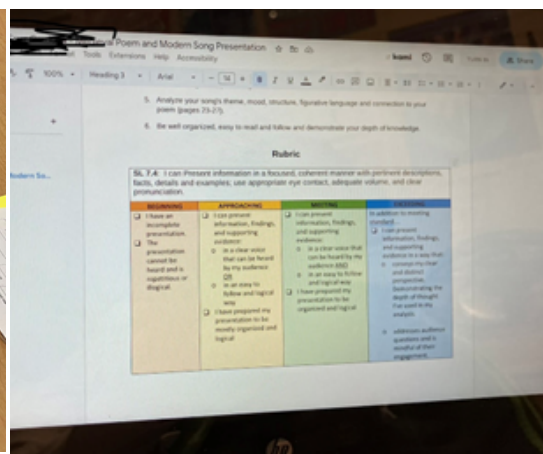 Poem and Modern Song Presentation
Tools Extensions Help Accessibility
kami
Share
100% Heading 3 Arial 14 B I U A
5. Analyze your song's theme, mood, structure, figurative language and connection to your
poem (pages 23-27).
6. Be well organized, easy to read and follow and demonstrate your depth of knowledge.
Rubric
Modern So...
SL 7.4: I can Present information in a focused, coherent manner with pertinent descriptions,
facts, details and examples; use appropriate eye contact, adequate volume, and clear
pronunciation.
BEGINNING
I have an
incomplete
presentation.
The
presentation
cannot be
heard and is
repetitious or
illogical.
APPROACHING
I can present
information, findings,
and supporting
evidence:
in a clear voice
that can be heard
by my audience
OR
in an easy to
follow and logical
way
I have prepared my
presentation to be
mostly organized and
logical
MEETING
I can present
information, findings,
and supporting
evidence:
in a clear voice that
can be heard by my
audience AND
in an easy to follow
and logical way
I have prepared my
presentation to be
organized and logical
EXCEEDING
In addition to meeting
standard...
I can present
information, findings,
and supporting
evidence in a way that:
conveys my clear
and distinct
perspective,
demonstrating the
depth of thought
I've used in my
analysis
addresses audience
questions and is
mindful of their
engagement.
hp